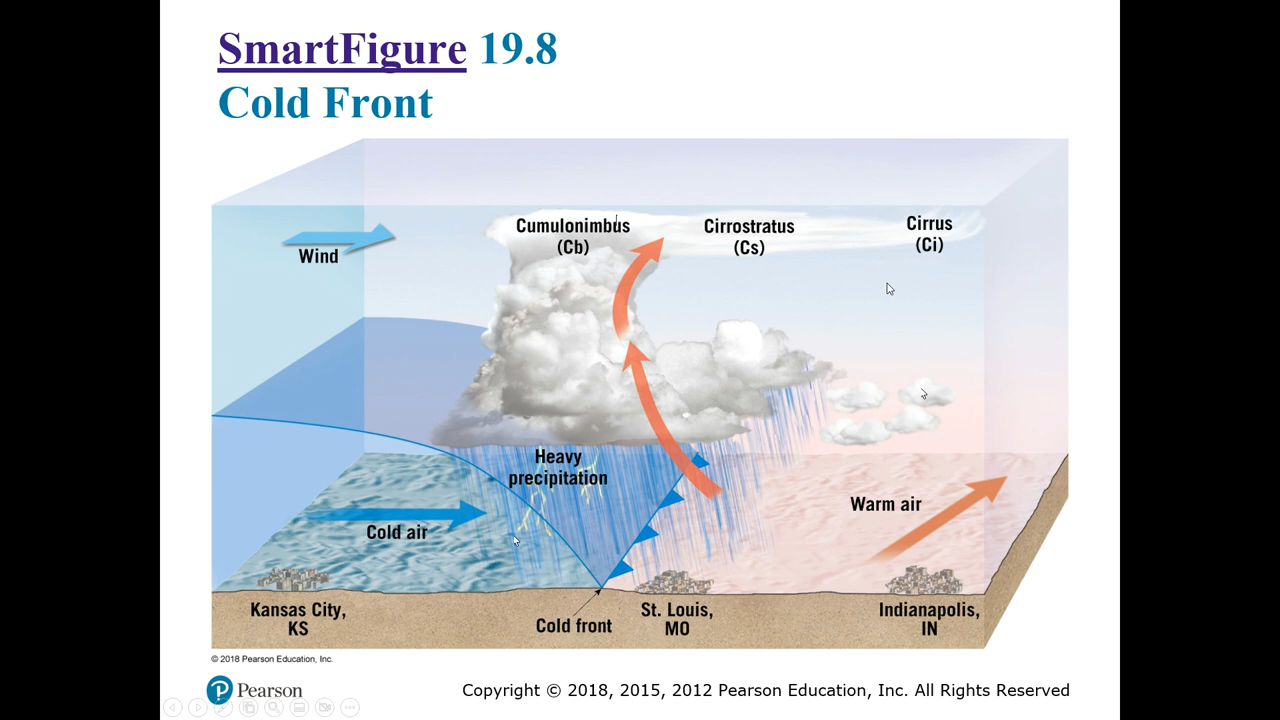 SmartFigure 19.8
Cold Front
Cumulonimbus
(Cb)
Cirrostratus
(Cs)
Cirrus
(Ci)
Wind
Heavy
precipitation
Warm air
Cold air
Kansas City,
KS
Cold front
St. Louis,
MO
Indianapolis,
IN
© 2018 Pearson Education, Inc.
Pearson
Copyright © 2018, 2015, 2012 Pearson Education, Inc. All Rights Reserved